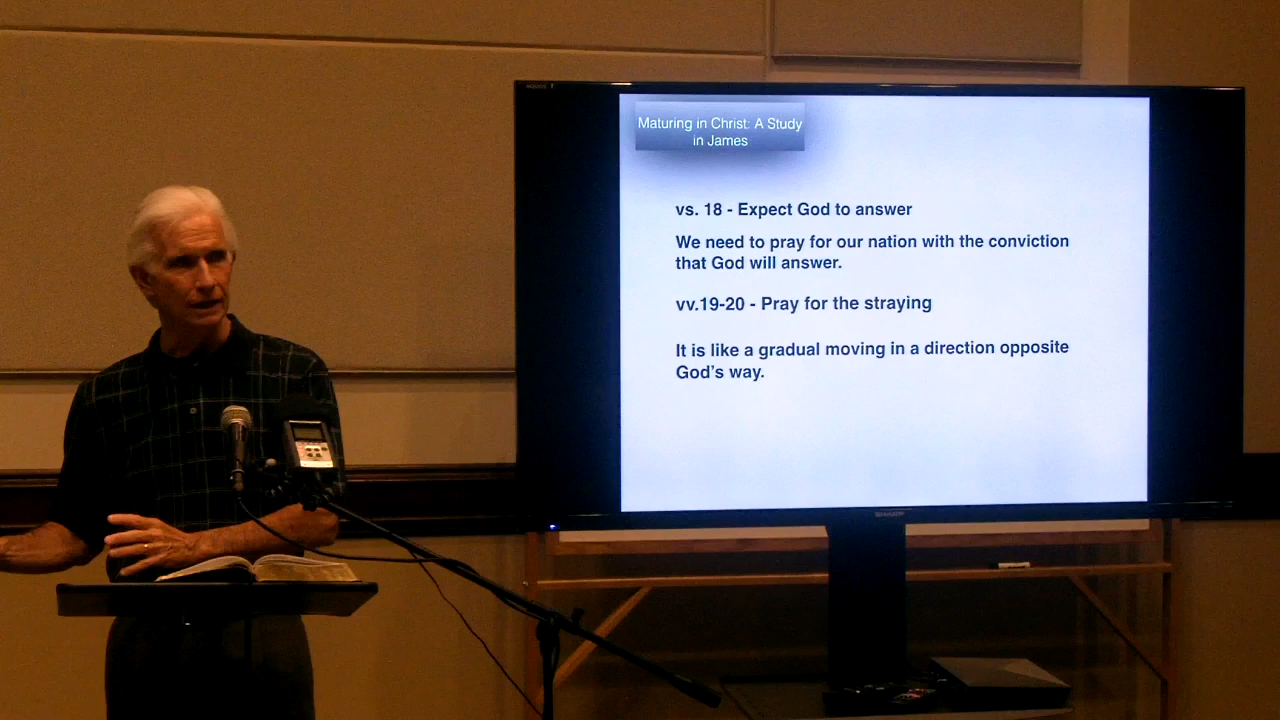 Maturing in Christ: A Study
in James
vs. 18 - Expect God to answer
We need to pray for our nation with the conviction
that God will answer.
vv.19-20 - Pray for the straying
It is like a gradual moving in a direction opposite
God's way.